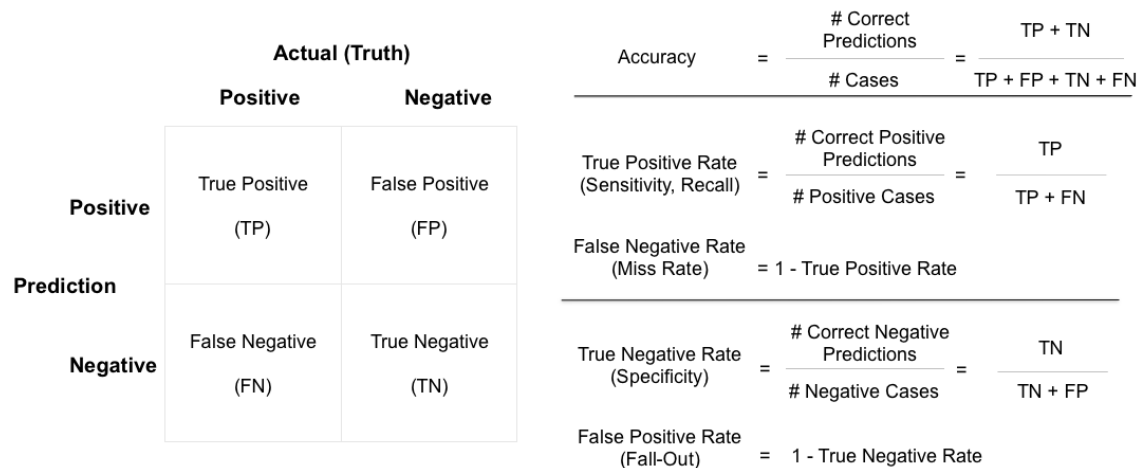 Actual (Truth)
Positive Negative
Positive
Prediction
Negative
True Positive
(TP)
False Positive
(FP)
False Negative
(FN)
True Negative
(TN)
Accuracy = # Correct
Predictions
# Cases
= TP + TN
TP + FP + TN + FN
True Positive Rate
(Sensitivity, Recall)
= # Correct Positive
Predictions
# Positive Cases
= TP
TP + FN
False Negative Rate
(Miss Rate)
= 1 - True Positive Rate
True Negative Rate
(Specificity)
= # Correct Negative
Predictions
# Negative Cases
= TN
TN + FP
False Positive Rate
(Fall-Out)
= 1 - True Negative Rate